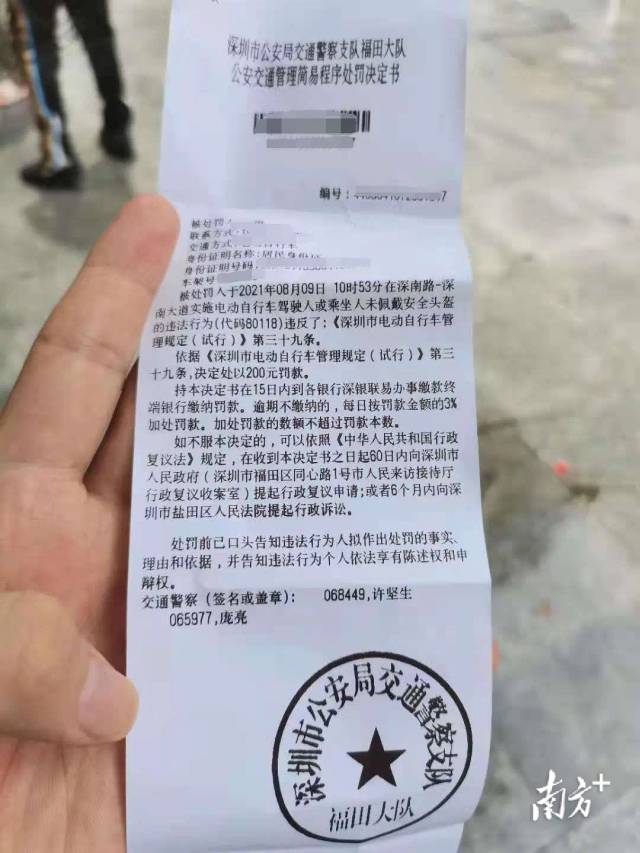 深圳市公安局交通警察支队福田大队
公安交通管理简易程序处罚决定书
编号:
被处罚人
联系方式:
交通方式:
身份证明名称:居民身份证
身份证明号码:
车架号
被处罚人于2021年08月09日 10时53分在深南路-深
南大道实施电动自行车驾驶人或乘坐人未佩戴安全头盔
的违法行为(代码80118)违反了:《深圳市电动自行车管
理规定(试行)》第三十九条。
依据《深圳市电动自行车管理规定(试行)》第三
十九条,决定处以200元罚款。
持本决定书在15日内到各银行深银联易办事缴款终
端银行缴纳罚款。逾期不缴纳的,每日按罚款金额的3%
加处罚款。加处罚款的数额不超过罚款本数。
如不服本决定的,可以依照《中华人民共和国行政
复议法》规定,在收到本决定书之日起60日内向深圳市
人民政府(深圳市福田区同心路1号市人民来访接待厅
行政复议收案室)提起行政复议申请;或者6个月内向深
圳市盐田区人民法院提起行政诉讼。
处罚前已口头告知违法行为人拟作出处罚的事实、
理由和依据,并告知违法行为个人依法享有陈述权和申
辩权。
交通警察(签名或盖章): 068449,许坚生
065977,庞亮
深圳市公安局交通警察支队
福田大队
南方+